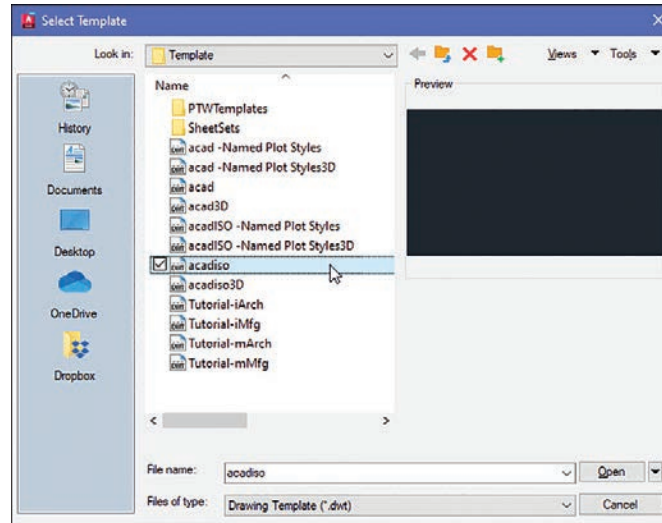 Select Template
Look in: Template Views Tools
Name
Preview
PTWTemplates
SheetSets
acad -Named Plot Styles
acad -Named Plot Styles3D
acad
acad3D
acadISO -Named Plot Styles
acadISO -Named Plot Styles3D
acadiso
acadiso3D
Tutorial-iArch
Tutorial-iMfg
Tutorial-mArch
Tutorial-mMfg
History
Documents
Desktop
OneDrive
Dropbox
File name: acadiso Open
Files of type: Drawing Template (*.dwt) Cancel